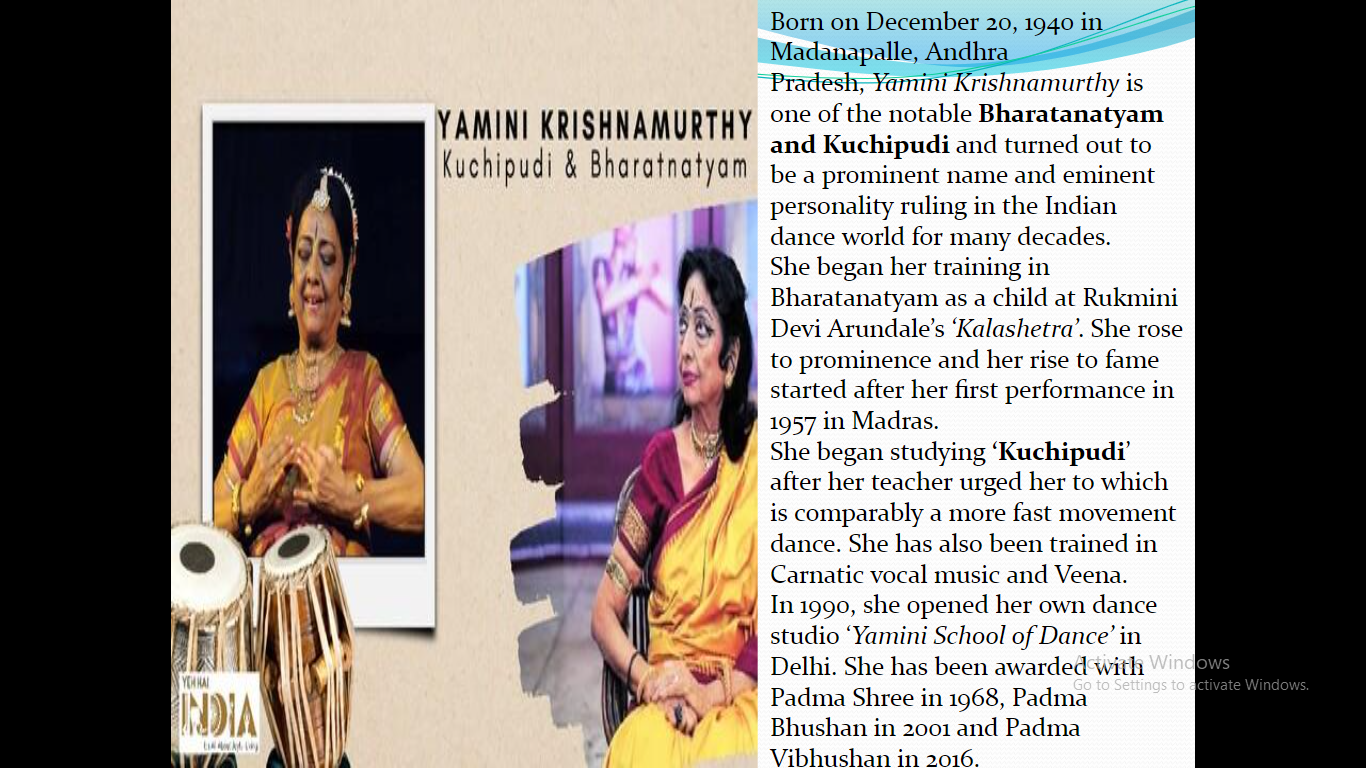 YAMINI KRISHNAMURTHY
Kuchipudi & Bharatnatyam
YEH HAI
INDIA
Born on December 20, 1940 in
Madanapalle, Andhra
Pradesh, Yamini Krishnamurthy is
one of the notable Bharatanatyam
and Kuchipudi and turned out to
be a prominent name and eminent
personality ruling in the Indian
dance world for many decades.
She began her training in
Bharatanatyam as a child at Rukmini
Devi Arundale’s ‘Kalashetra’. She rose
to prominence and her rise to fame
started after her first performance in
1957 in Madras.
She began studying ‘Kuchipudi’
after her teacher urged her to which
is comparably a more fast movement
dance. She has also been trained in
Carnatic vocal music and Veena.
In 1990, she opened her own dance
studio ‘Yamini School of Dance’ in
Delhi. She has been awarded with
Padma Shree in 1968, Padma
Bhushan in 2001 and Padma
Vibhushan in 2016.
Activate Windows
Go to Settings to activate Windows.